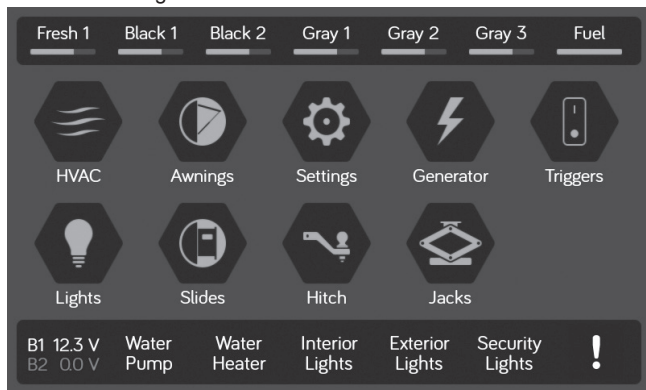 Fresh 1 Black 1 Black 2 Gray 1 Gray 2 Gray 3 Fuel
HVAC Awnings Settings Generator Triggers
Lights Slides Hitch Jacks
B1 12.3 V Water Water Interior Exterior Security !
B2 0.0 V Pump Heater Lights Lights Lights